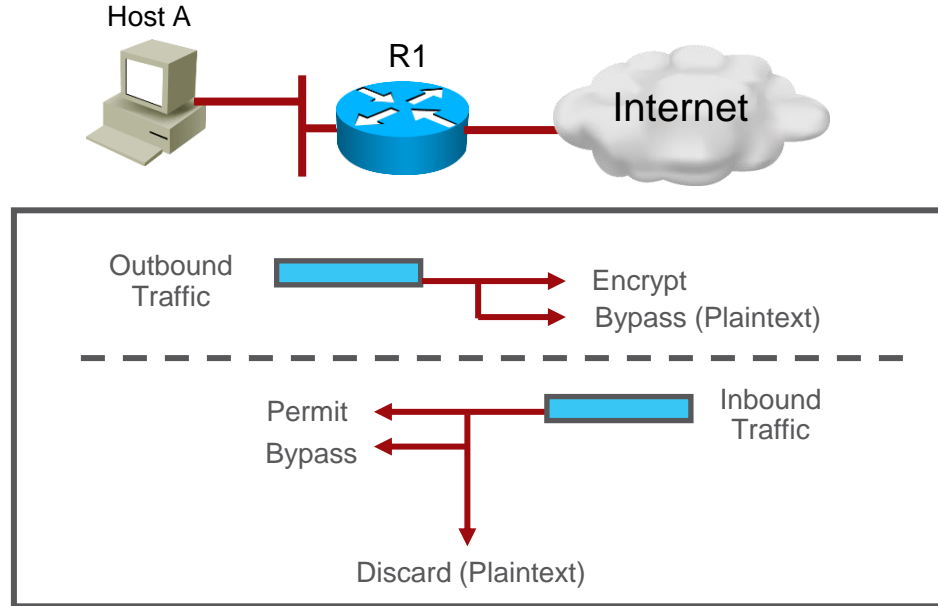 Host A
R1
Internet
Outbound
Traffic
Encrypt
Bypass (Plaintext)
Permit
Bypass
Inbound
Traffic
Discard (Plaintext)